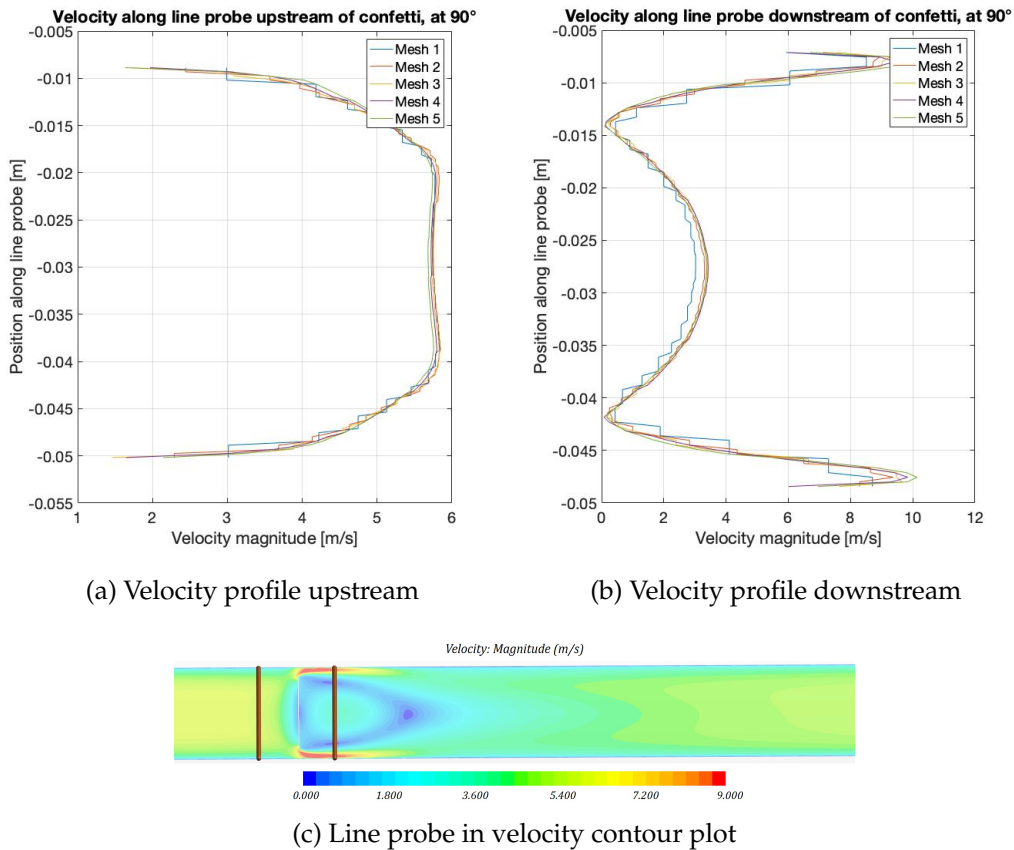 Velocity along line probe upstream of confetti, at 90°
-0.005
-0.01
-0.015
-0.02
-0.025
-0.03
-0.035
-0.04
-0.045
-0.05
-0.055
Position along line probe [m]
Mesh 1
Mesh 2
Mesh 3
Mesh 4
Mesh 5
1 2 3 4 5 6
Velocity magnitude [m/s]
(a) Velocity profile upstream
Velocity along line probe downstream of confetti, at 90°
-0.005
-0.01
-0.015
-0.02
-0.025
-0.03
-0.035
-0.04
-0.045
-0.05
Position along line probe [m]
Mesh 1
Mesh 2
Mesh 3
Mesh 4
Mesh 5
0 2 4 6 8 10 12
Velocity magnitude [m/s]
(b) Velocity profile downstream
Velocity: Magnitude (m/s)
0.000 1.800 3.600 5.400 7.200 9.000
(c) Line probe in velocity contour plot